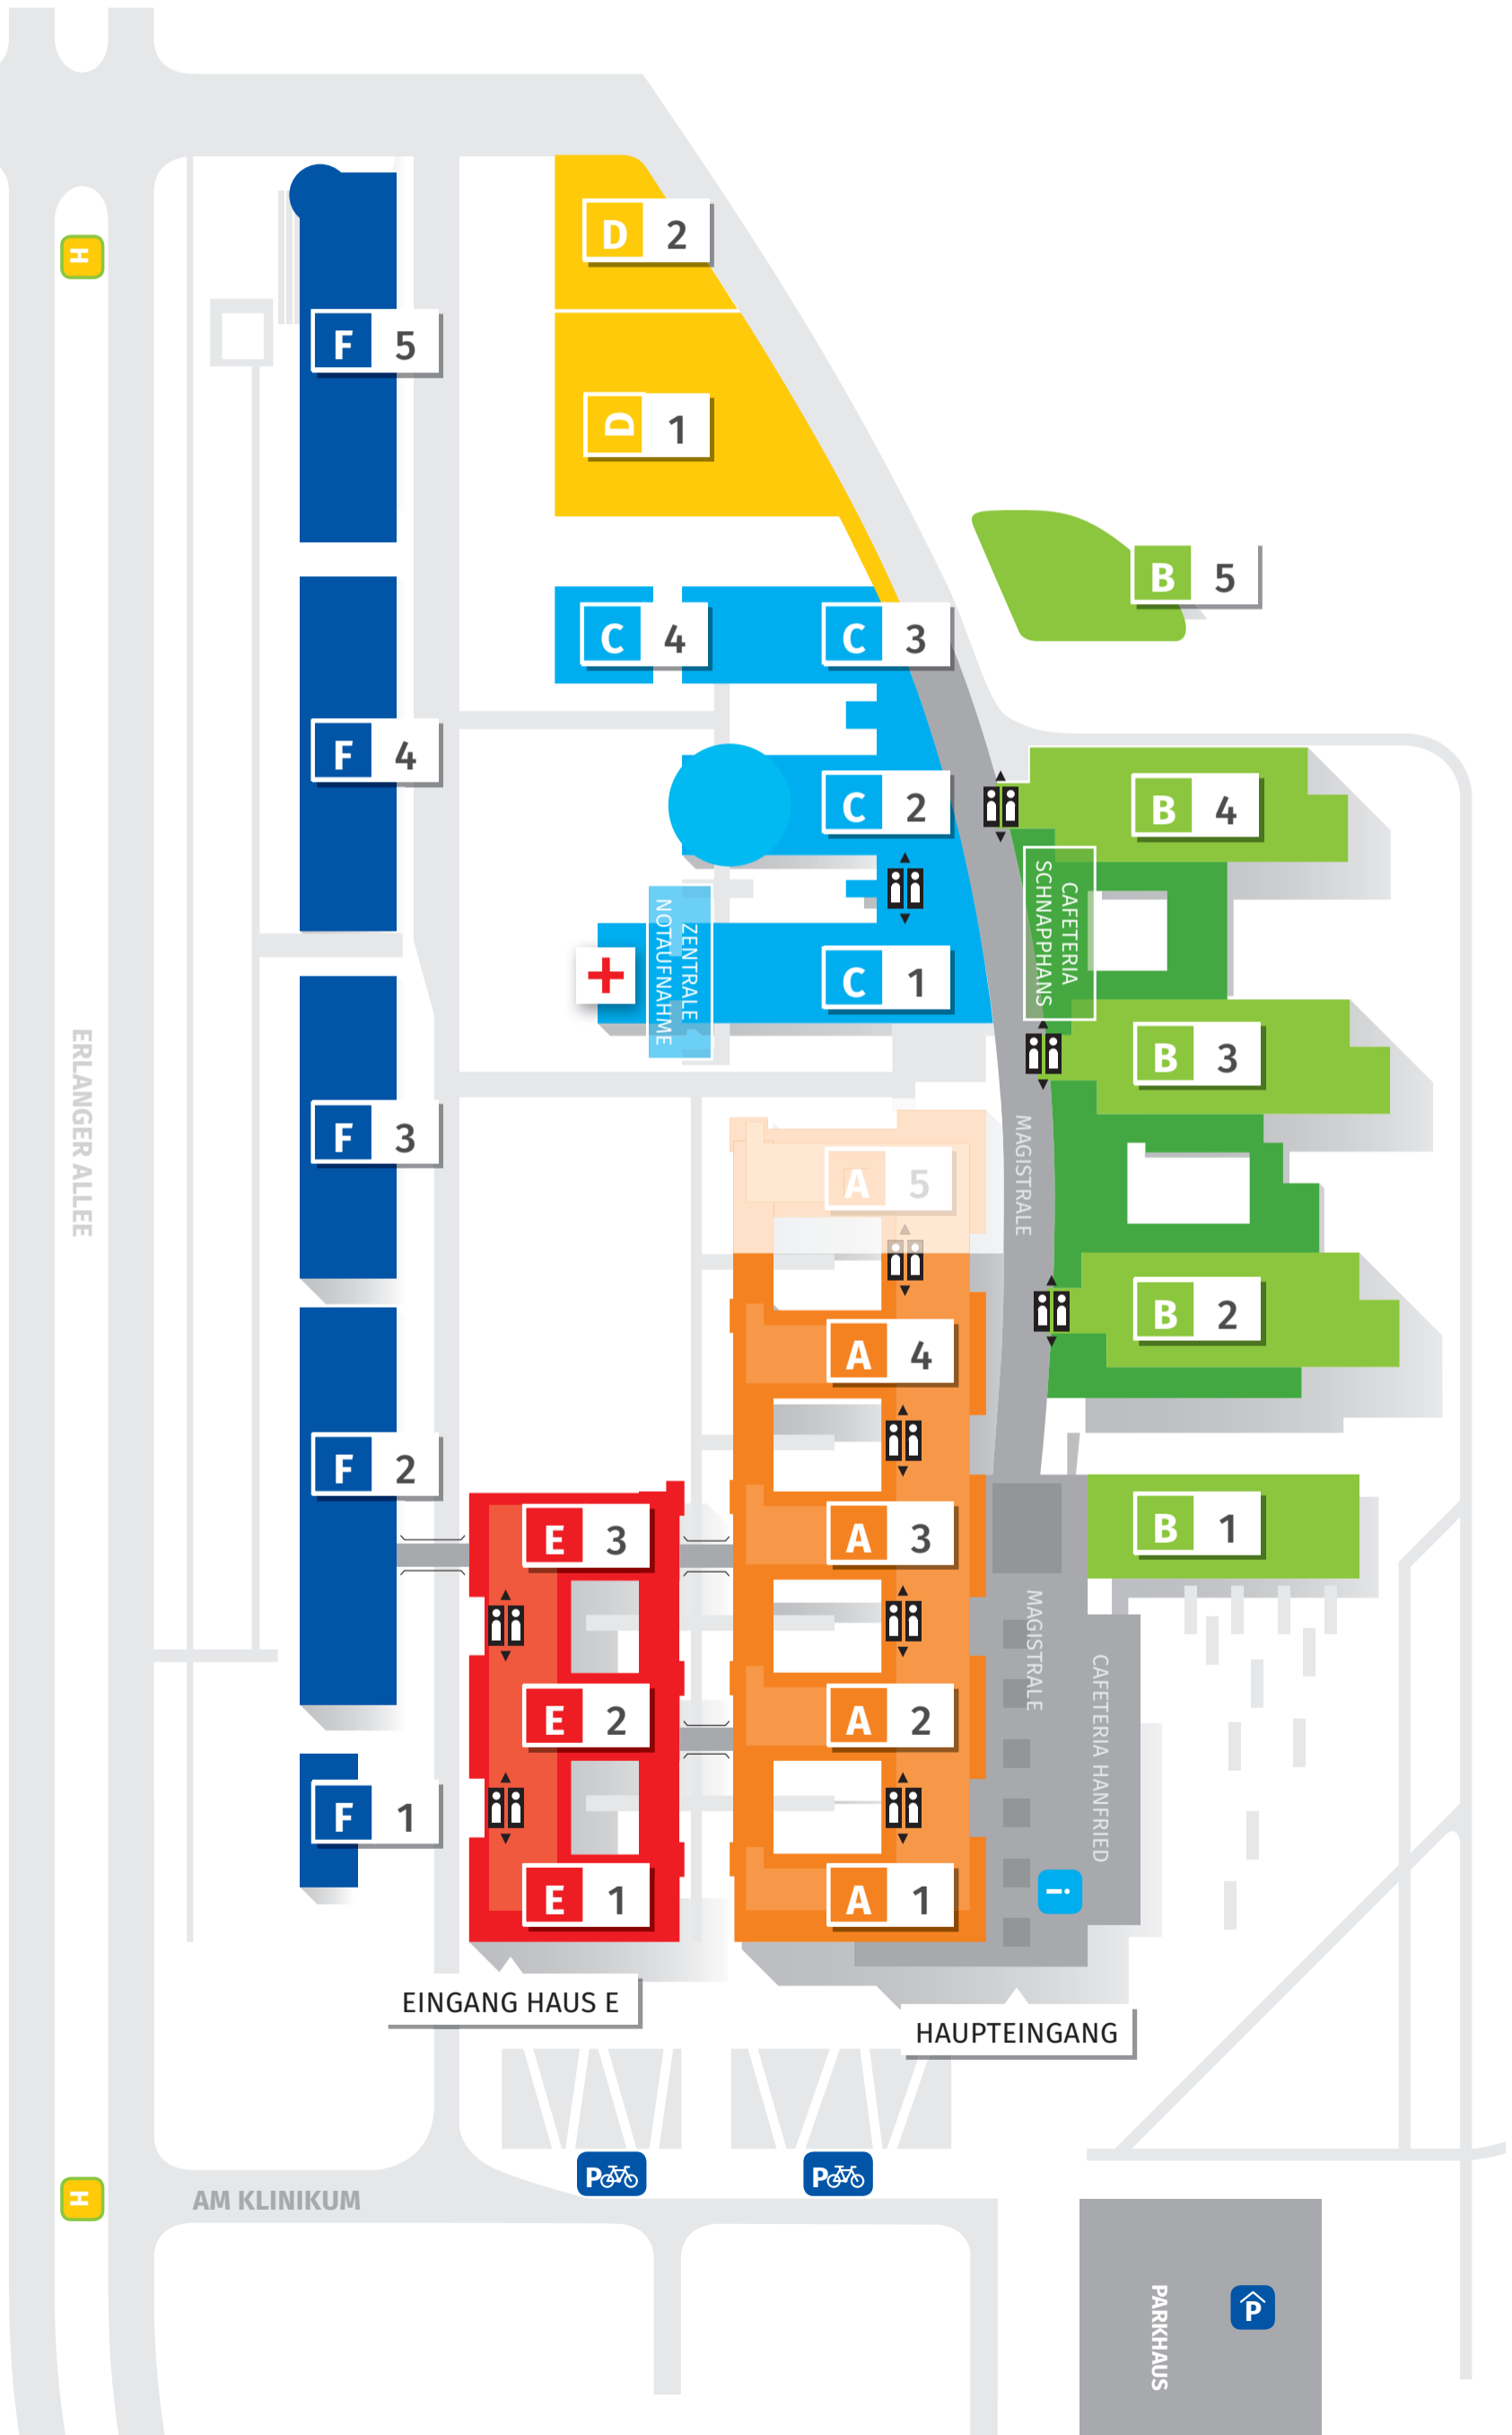 D 2
H
F 5
D 1
B 5
C 4
C 3
F 4
C 2
B 4
CAFETERIA
SCHNAPPHANS
ZENTRALE
NOTAUFNAHME
C 1
B 3
ERLANGER ALLEE
F 3
A 5
MAGISTRALE
B 2
A 4
F 2
E 3
A 3
B 1
MAGISTRALE
CAFETERIA HANFRIED
E 2
A 2
F 1
E 1
A 1
i
EINGANG HAUS E
HAUPTEINGANG
P
P
H
AM KLINIKUM
PARKHAUS
P